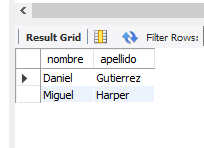 Result Grid Filter Rows:
nombre apellido
Daniel Gutierrez
Miguel Harper